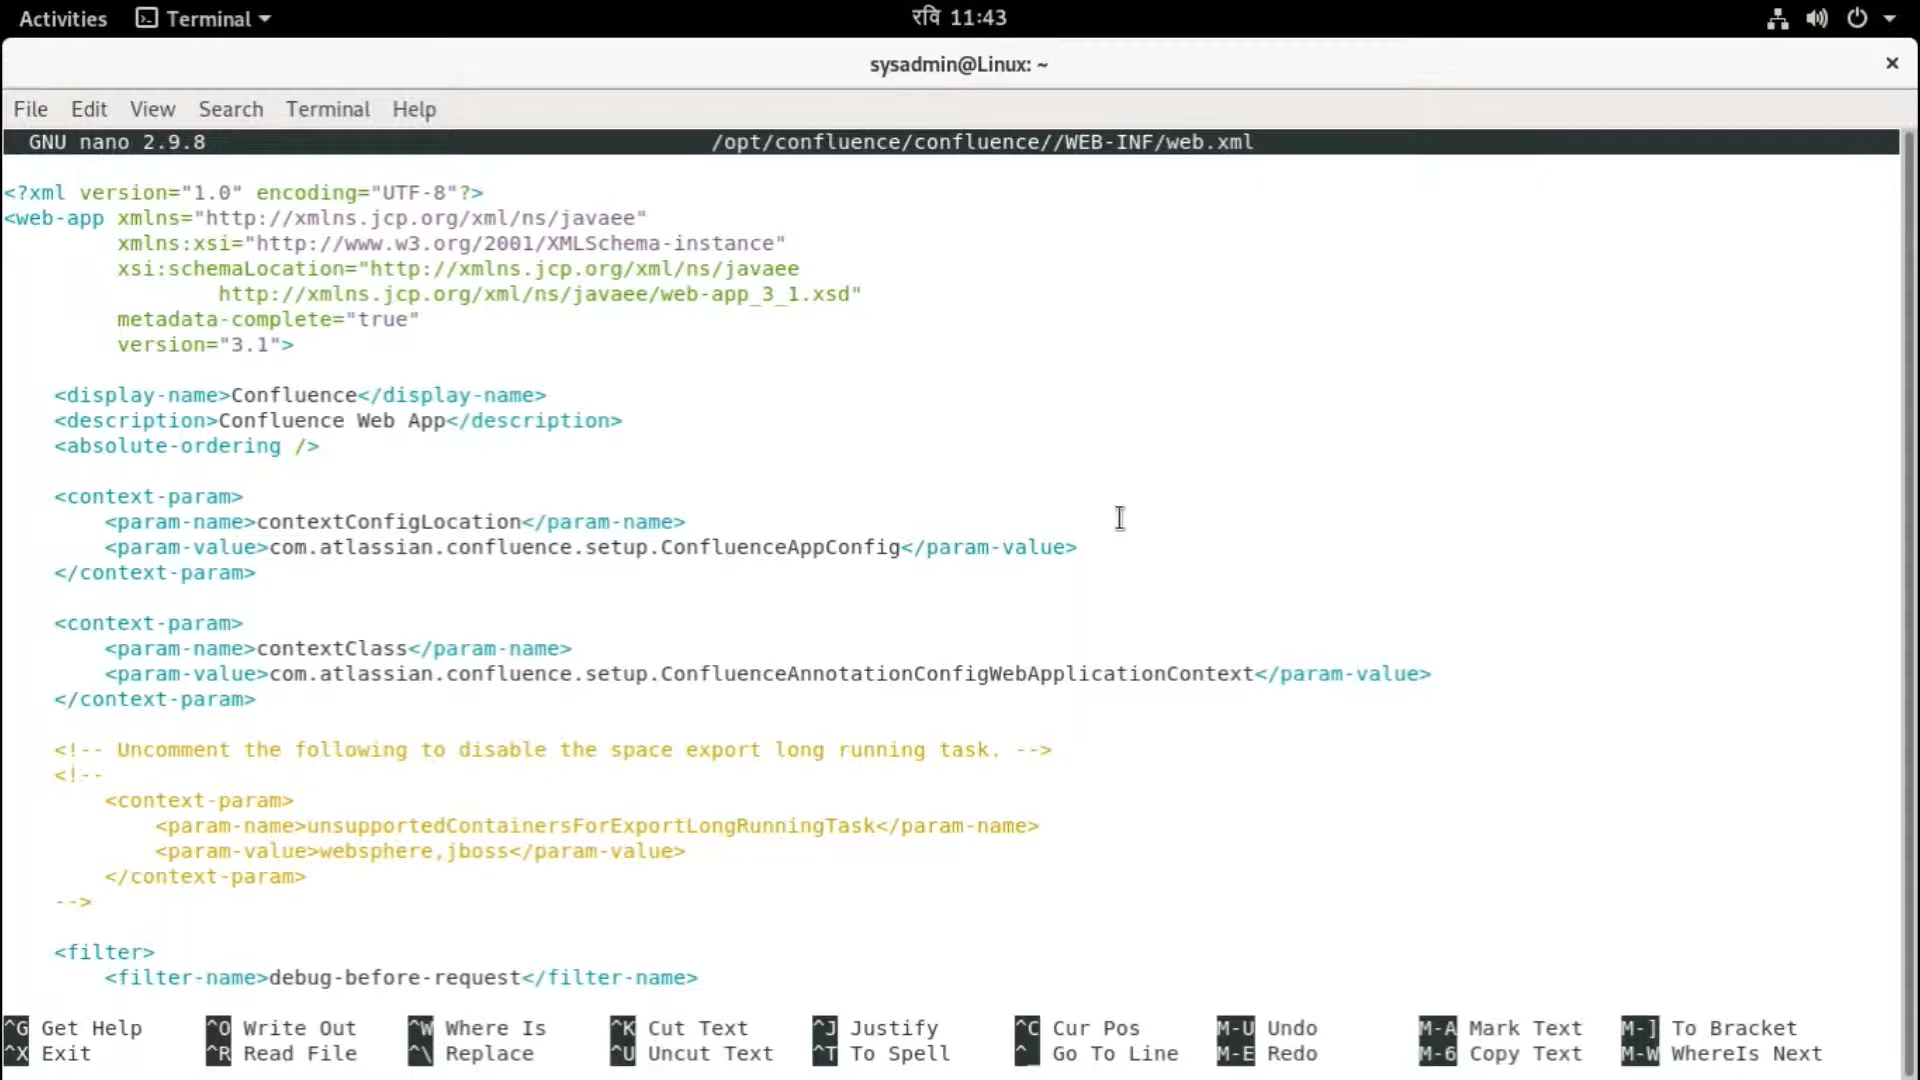 Activities Terminal रवि 11:43
sysadmin@Linux: ~
File Edit View Search Terminal Help
GNU nano 2.9.8 /opt/confluence/confluence//WEB-INF/web.xml
<?xml version="1.0" encoding="UTF-8"?>
<web-app xmlns="http://xmlns.jcp.org/xml/ns/javaee"
xmlns:xsi="http://www.w3.org/2001/XMLSchema-instance"
xsi:schemaLocation="http://xmlns.jcp.org/xml/ns/javaee
http://xmlns.jcp.org/xml/ns/javaee/web-app_3_1.xsd"
metadata-complete="true"
version="3.1">
<display-name>Confluence</display-name>
<description>Confluence Web App</description>
<absolute-ordering />
<context-param>
<param-name>contextConfigLocation</param-name>
<param-value>com.atlassian.confluence.setup.ConfluenceAppConfig</param-value>
</context-param>
<context-param>
<param-name>contextClass</param-name>
<param-value>com.atlassian.confluence.setup.ConfluenceAnnotationConfigWebApplicationContext</param-value>
</context-param>
<!-- Uncomment the following to disable the space export long running task. -->
<!--
<context-param>
<param-name>unsupportedContainersForExportLongRunningTask</param-name>
<param-value>websphere,jboss</param-value>
</context-param>
-->
<filter>
<filter-name>debug-before-request</filter-name>
^G Get Help ^O Write Out ^W Where Is ^K Cut Text ^J Justify ^C Cur Pos M-U Undo M-A Mark Text M-] To Bracket
^X Exit ^R Read File ^\ Replace ^U Uncut Text ^T To Spell ^_ Go To Line M-E Redo M-6 Copy Text M-W WhereIs Next